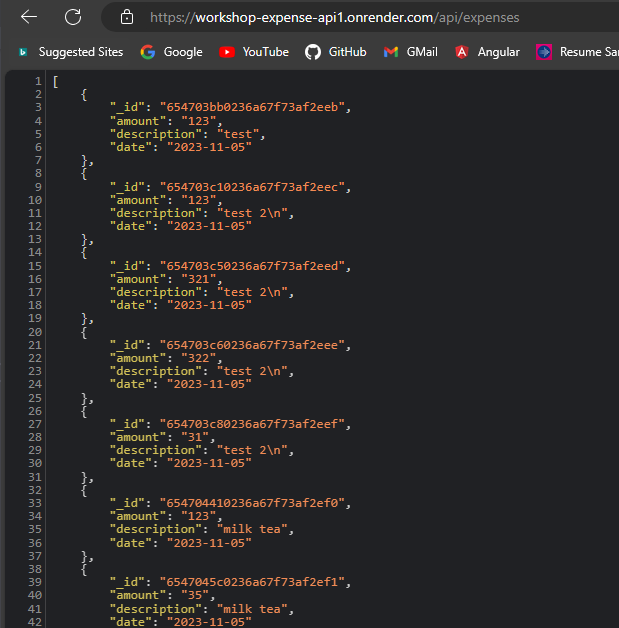 https://workshop-expense-api1.onrender.com/api/expenses
Suggested Sites Google YouTube GitHub GMail Angular Resume Sar
1 [
2 {
3 "_id": "654703bb0236a67f73af2eeb",
4 "amount": "123",
5 "description": "test",
6 "date": "2023-11-05"
7 },
8 {
9 "_id": "654703c10236a67f73af2eec",
10 "amount": "123",
11 "description": "test 2\n",
12 "date": "2023-11-05"
13 },
14 {
15 "_id": "654703c50236a67f73af2eed",
16 "amount": "321",
17 "description": "test 2\n",
18 "date": "2023-11-05"
19 },
20 {
21 "_id": "654703c60236a67f73af2eee",
22 "amount": "322",
23 "description": "test 2\n",
24 "date": "2023-11-05"
25 },
26 {
27 "_id": "654703c80236a67f73af2eef",
28 "amount": "31",
29 "description": "test 2\n",
30 "date": "2023-11-05"
31 },
32 {
33 "_id": "654704410236a67f73af2ef0",
34 "amount": "123",
35 "description": "milk tea",
36 "date": "2023-11-05"
37 },
38 {
39 "_id": "6547045c0236a67f73af2ef1",
40 "amount": "35",
41 "description": "milk tea",
42 "date": "2023-11-05"